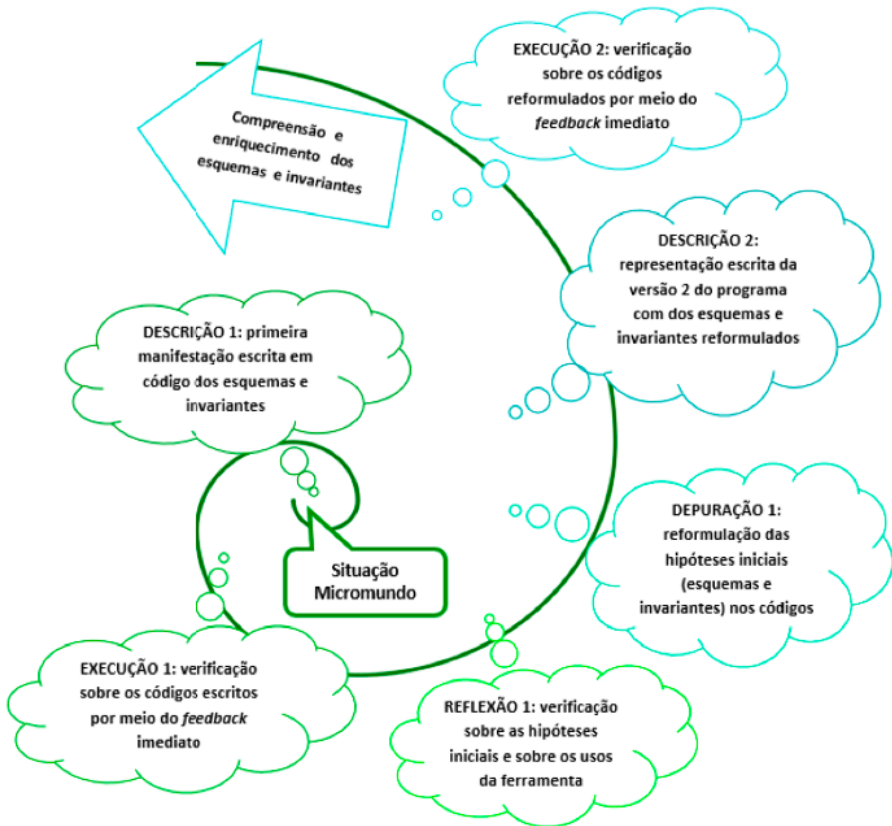 EXECUÇÃO 2: verificação
sobre os códigos
reformulados por meio do
feedback imediato
Compreensão e
enriquecimento dos
esquemas e invariantes
DESCRIÇÃO 2:
representação escrita da
versão 2 do programa
com dos esquemas e
invariantes reformulados
DESCRIÇÃO 1: primeira
manifestação escrita em
código dos esquemas e
invariantes
DEPURAÇÃO 1:
reformulação das
hipóteses iniciais
(esquemas e
invariantes) nos códigos
Situação
Micromundo
EXECUÇÃO 1: verificação
sobre os códigos escritos
por meio do feedback
imediato
REFLEXÃO 1: verificação
sobre as hipóteses
iniciais e sobre os usos
da ferramenta